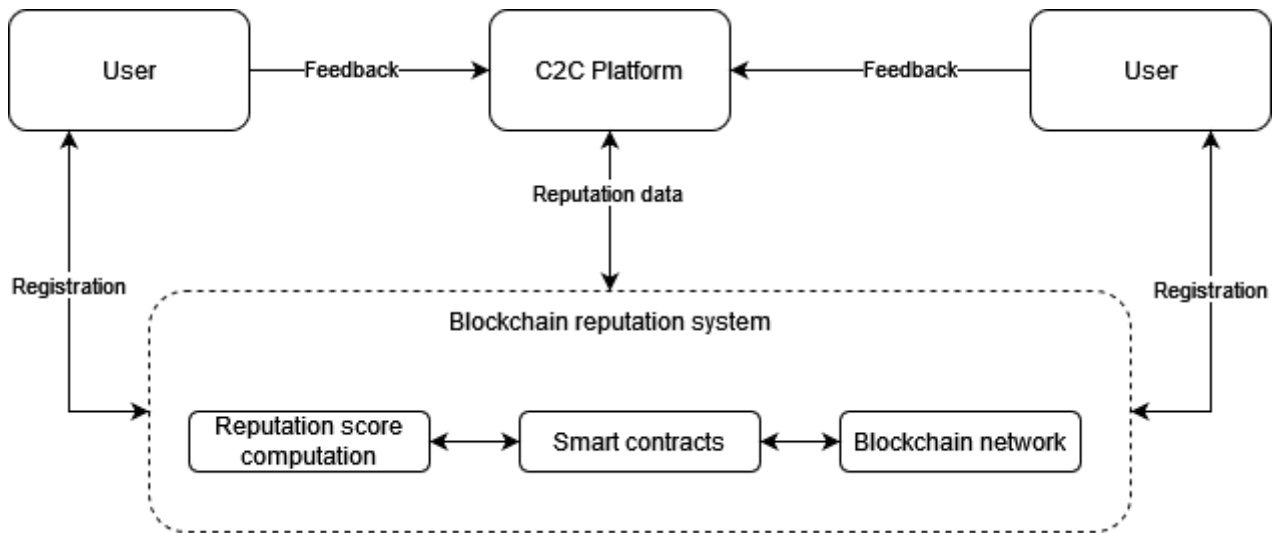 User
Feedback
C2C Platform
Feedback
User
Reputation data
Registration
Registration
Blockchain reputation system
Reputation score
computation
Smart contracts
Blockchain network